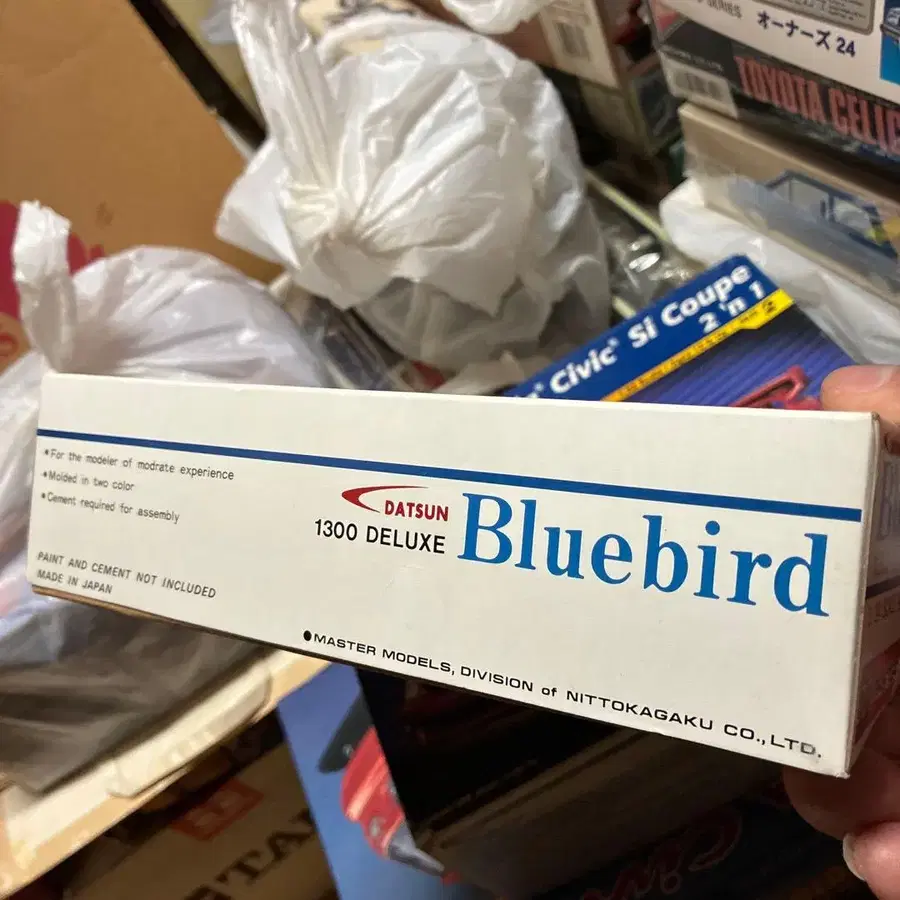 SERIES
オーナーズ 24
TOYOTA CELIC
Civic Si Coupe
2 'n 1
*For the modeler of modrate experience
*Molded in two color
*Cement required for assembly
PAINT AND CEMENT NOT INCLUDED
MADE IN JAPAN
DATSUN
1300 DELUXE
Bluebird
●MASTER MODELS, DIVISION of NITTOKAGAKU CO.,LTD.